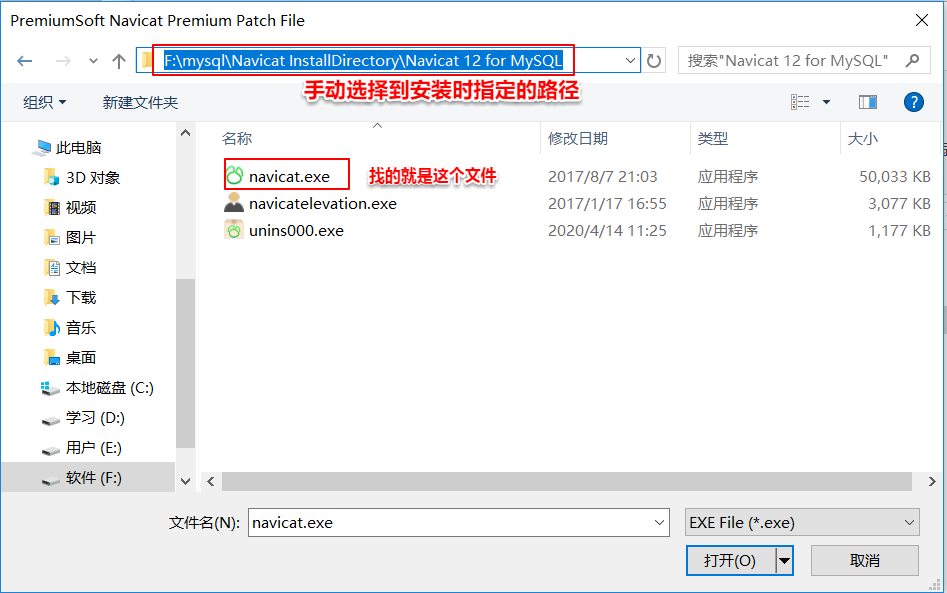 PremiumSoft Navicat Premium Patch File
F:\mysql\Navicat InstallDirectory\Navicat 12 for MySQL
搜索"Navicat 12 for MySQL"
手动选择到安装时指定的路径
组织
新建文件夹
?
名称
修改日期
类型
大小
此电脑
3D 对象
视频
图片
文档
下载
音乐
桌面
本地磁盘 (C:)
学习 (D:)
用户 (E:)
软件 (F:)
navicat.exe
找的就是这个文件
2017/8/7 21:03
应用程序
50,033 KB
navicatelevation.exe
2017/1/17 16:55
应用程序
3,077 KB
unins000.exe
2020/4/14 11:25
应用程序
1,177 KB
文件名(N):
navicat.exe
EXE File (*.exe)
打开(O)
取消